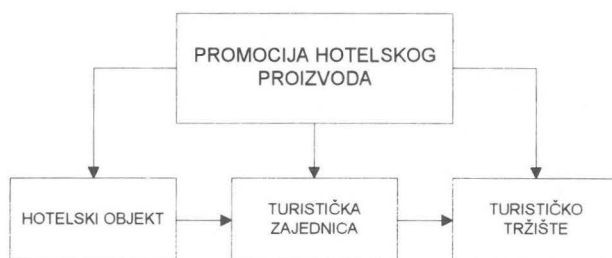 PROMOCIJA HOTELSKOG
PROIZVODA
HOTELSKI OBJEKT
TURISTIČKA
ZAJEDNICA
TURISTIČKO
TRŽIŠTE